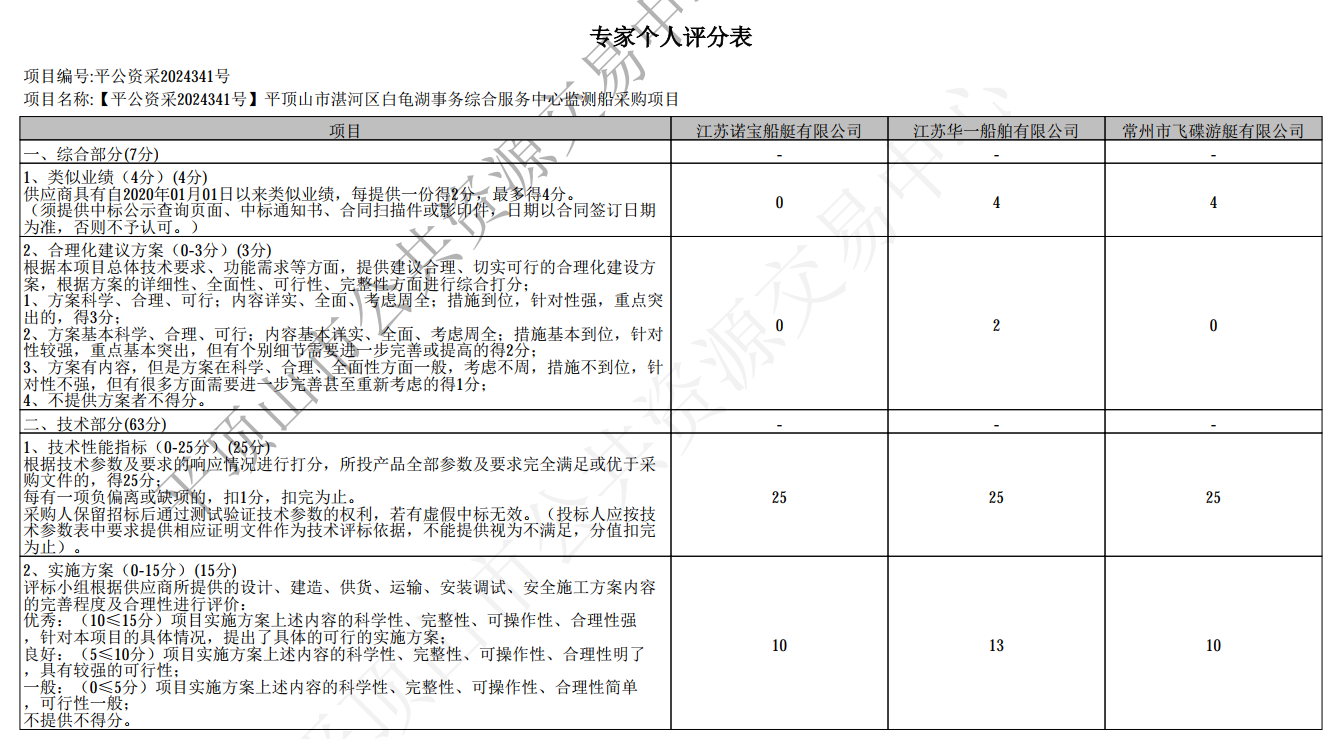 专家个人评分表
项目编号:平公资采2024341号
项目名称:【平公资采2024341号】平顶山市湛河区白龟湖事务综合服务中心监测船采购项目
项目 江苏诺宝船艇有限公司 江苏华一船舶有限公司 常州市飞碟游艇有限公司
一、综合部分(7分) - - -
1、类似业绩（4分）(4分)
供应商具有自2020年01月01日以来类似业绩，每提供一份得2分，最多得4分。
（须提供中标公示查询页面、中标通知书、合同扫描件或影印件，日期以合同签订日期
为准，否则不予认可。）
0 4 4
2、合理化建议方案（0-3分）(3分)
根据本项目总体技术要求、功能需求等方面，提供建议合理、切实可行的合理化建设方
案，根据方案的详细性、全面性、可行性、完整性方面进行综合打分；
1、方案科学、合理、可行；内容详实、全面、考虑周全；措施到位，针对性强，重点突
出的，得3分；
2、方案基本科学、合理、可行；内容基本详实、全面、考虑周全；措施基本到位，针对
性较强，重点基本突出，但有个别细节需要进一步完善或提高的得2分；
3、方案有内容，但是方案在科学、合理、全面性方面一般，考虑不周，措施不到位，针
对性不强，但有很多方面需要进一步完善甚至重新考虑的得1分；
4、不提供方案者不得分。
0 2 0
二、技术部分(63分) - - -
1、技术性能指标（0-25分）(25分)
根据技术参数及要求的响应情况进行打分，所投产品全部参数及要求完全满足或优于采
购文件的，得25分；
每有一项负偏离或缺项的，扣1分，扣完为止。
采购人保留招标后通过测试验证技术参数的权利，若有虚假中标无效。（投标人应按技
术参数表中要求提供相应证明文件作为技术评标依据，不能提供视为不满足，分值扣完
为止）。
25 25 25
2、实施方案（0-15分）(15分)
评标小组根据供应商所提供的设计、建造、供货、运输、安装调试、安全施工方案内容
的完善程度及合理性进行评价：
优秀：（10≤15分）项目实施方案上述内容的科学性、完整性、可操作性、合理性强
，针对本项目的具体情况，提出了具体的可行的实施方案；
良好：（5≤10分）项目实施方案上述内容的科学性、完整性、可操作性、合理性明了
，具有较强的可行性；
一般：（0≤5分）项目实施方案上述内容的科学性、完整性、可操作性、合理性简单
，可行性一般；
不提供不得分。
10 13 10
平顶山市公共资源交易中心
平顶山市公共资源交易中心